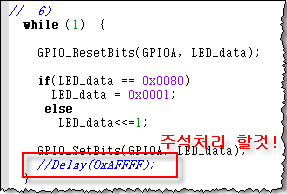 // 6)
while (1) {
GPIO_ResetBits(GPIOA, LED_data);
if(LED_data == 0x0080)
LED_data = 0x0001;
else
LED_data<<=1;
주석처리 할것!
GPIO_SetBits(GPIOA, LED_data);
//Delay(0xAFFFF);
}